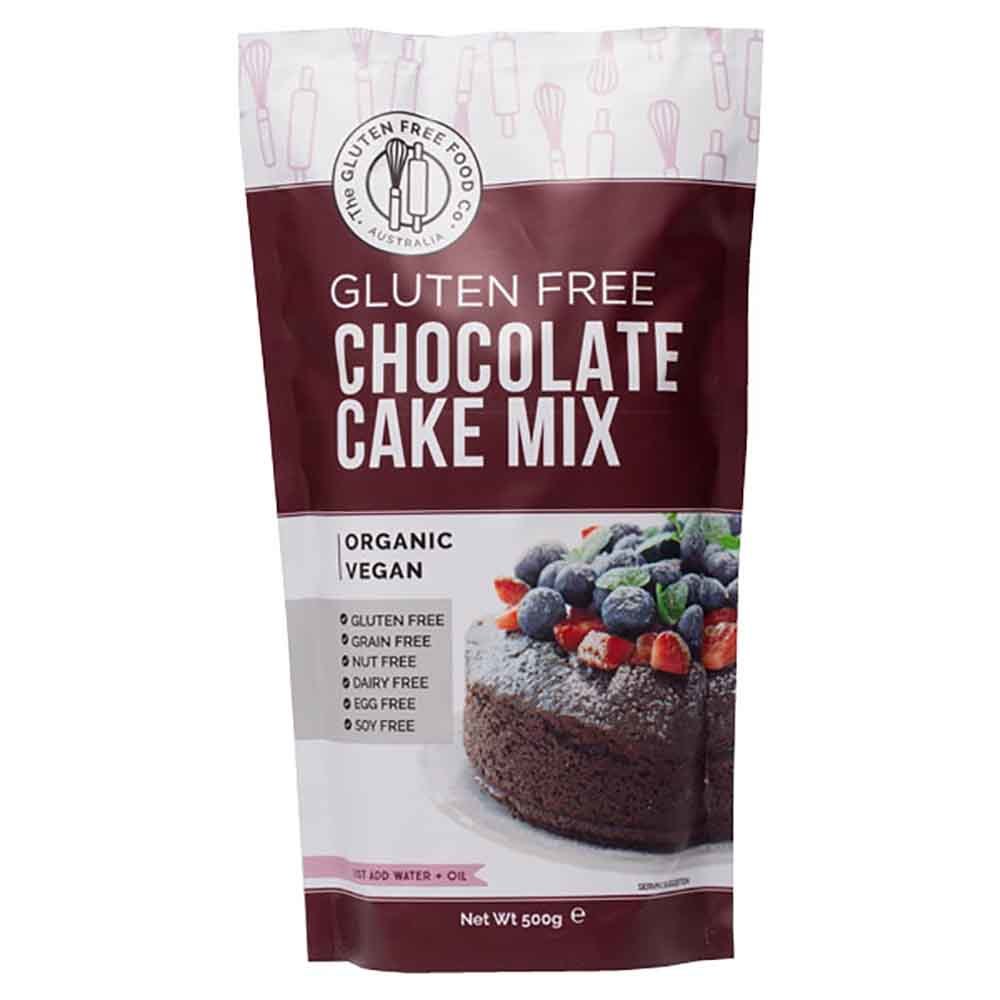 The GLUTEN FREE FOOD Co
AUSTRALIA
GLUTEN FREE
CHOCOLATE
CAKE MIX
ORGANIC
VEGAN
GLUTEN FREE
GRAIN FREE
NUT FREE
DAIRY FREE
EGG FREE
SOY FREE
ADD WATER + OIL
Net Wt 500g ℮